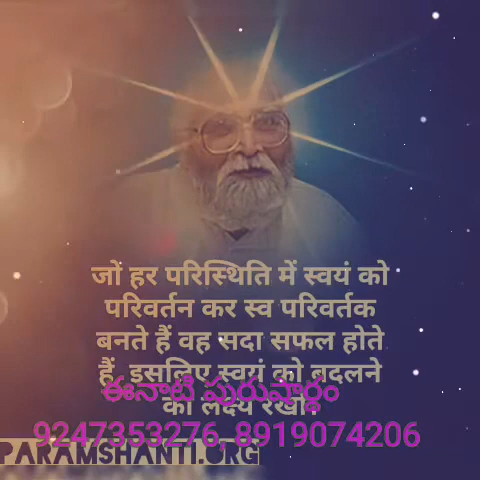 जो हर परिस्थिति में स्वयं को
परिवर्तन कर स्व परिवर्तक
बनते हैं वह सदा सफल होते
हैं, इसलिए स्वयं को बदलने
ఈనాటి పురుషార్థం
का लक्ष्य रखो।
9247353276, 8919074206
PARAMSHANTI.ORG